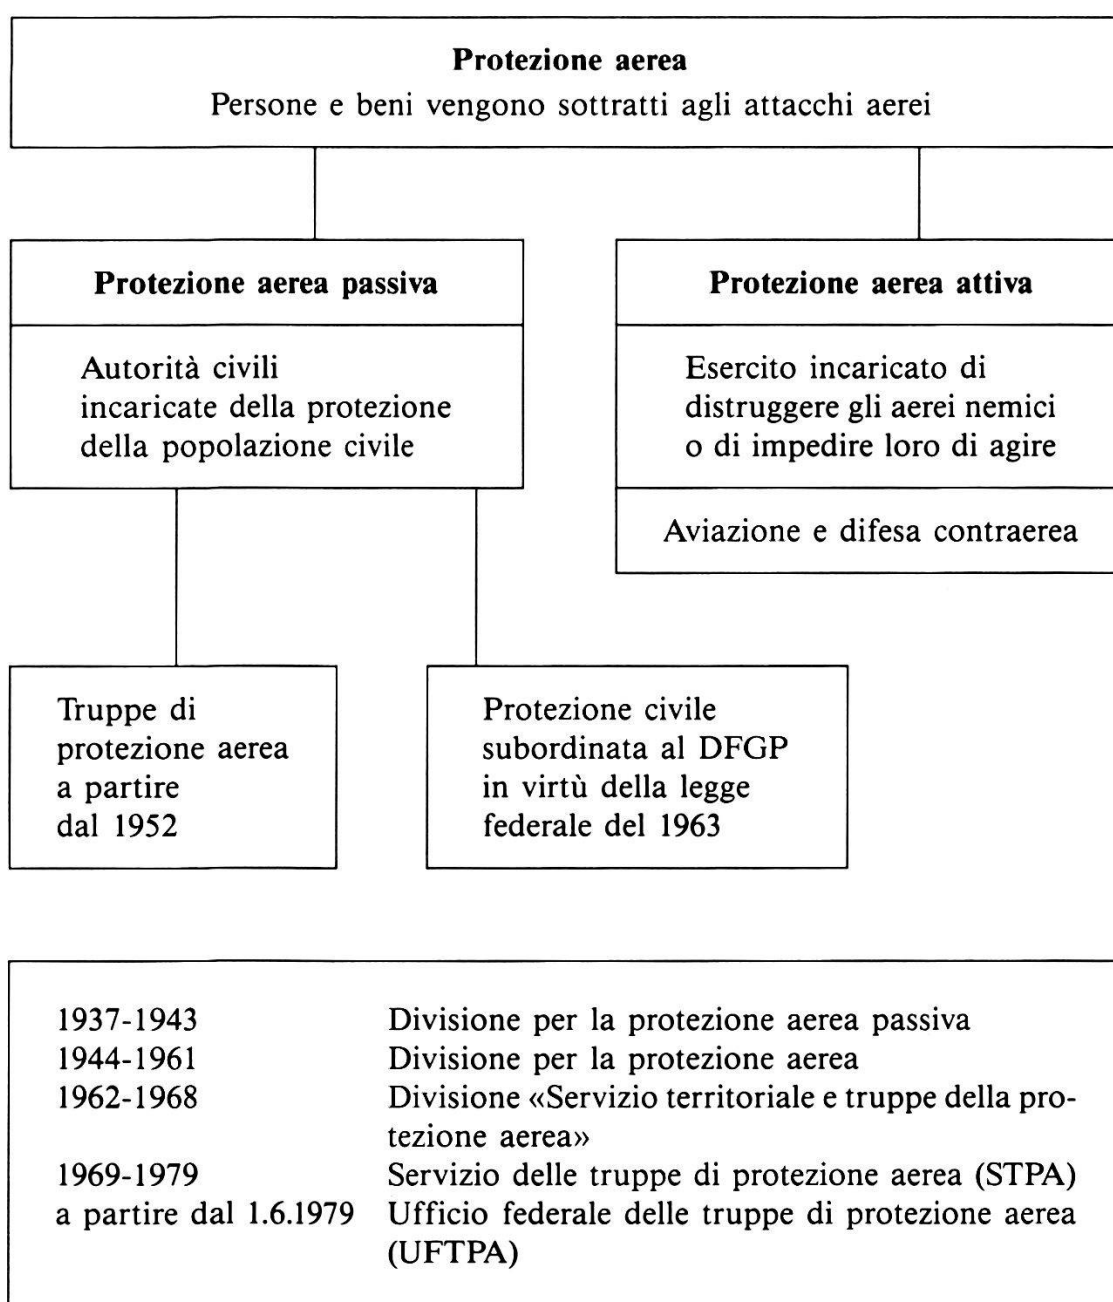 Protezione aerea
Persone e beni vengono sottratti agli attacchi aerei
Protezione aerea passiva
Autorità civili
incaricate della protezione
della popolazione civile
Protezione aerea attiva
Esercito incaricato di
distruggere gli aerei nemici
o di impedire loro di agire
Aviazione e difesa contraerea
Truppe di
protezione aerea
a partire
dal 1952
Protezione civile
subordinata al DFGP
in virtù della legge
federale del 1963
1937-1943 Divisione per la protezione aerea passiva
1944-1961 Divisione per la protezione aerea
1962-1968 Divisione «Servizio territoriale e truppe della pro-
tezione aerea»
1969-1979 Servizio delle truppe di protezione aerea (STPA)
a partire dal 1.6.1979 Ufficio federale delle truppe di protezione aerea
(UFTPA)